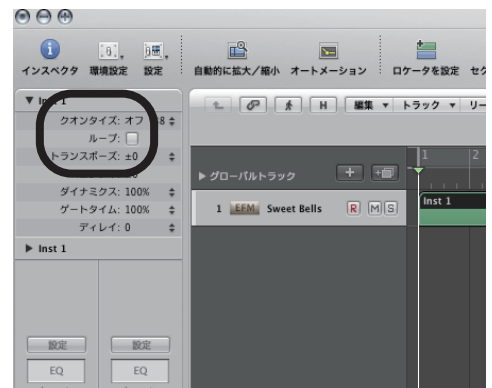 インスペクタ 環境設定 設定 自動的に拡大／縮小 オートメーション ロケータを設定 セク
▼ Inst 1
H 編集 ▼ トラック ▼ リー
クオンタイズ: オフ
ループ:
トランスポーズ: ±0
ダイナミクス: 100%
ゲートタイム: 100%
ディレイ: 0
▶ Inst 1
1 2
▶ グローバルトラック
1 EFM Sweet Bells R M S
Inst 1
設定 設定
EQ EQ